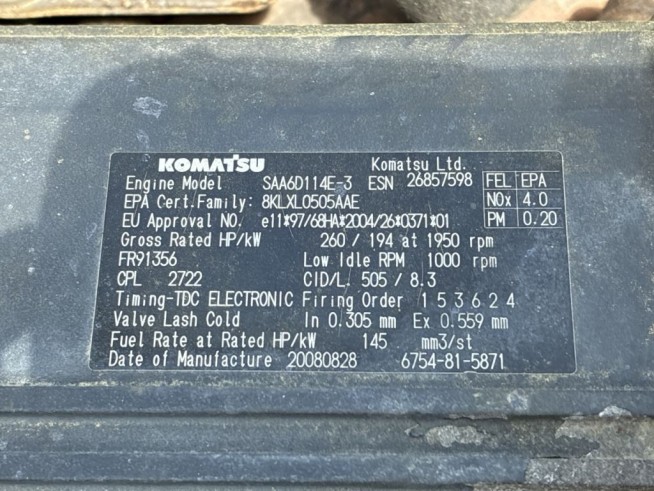 KOMATSU Komatsu Ltd.
Engine Model SAA6D114E-3 ESN 26857598 FEL EPA
EPA Cert.Family: 8KLXL0505AAE NOx 4.0
EU Approval NO. e11*97/68HA*2004/26*0371*01 PM 0.20
Gross Rated HP/kW 260 / 194 at 1950 rpm
FR91356 Low Idle RPM 1000 rpm
CPL 2722 CID/L. 505 / 8.3
Timing-TDC ELECTRONIC Firing Order 1 5 3 6 2 4
Valve Lash Cold In 0.305 mm Ex 0.559 mm
Fuel Rate at Rated HP/kW 145 mm3/st
Date of Manufacture 20080828 6754-81-5871